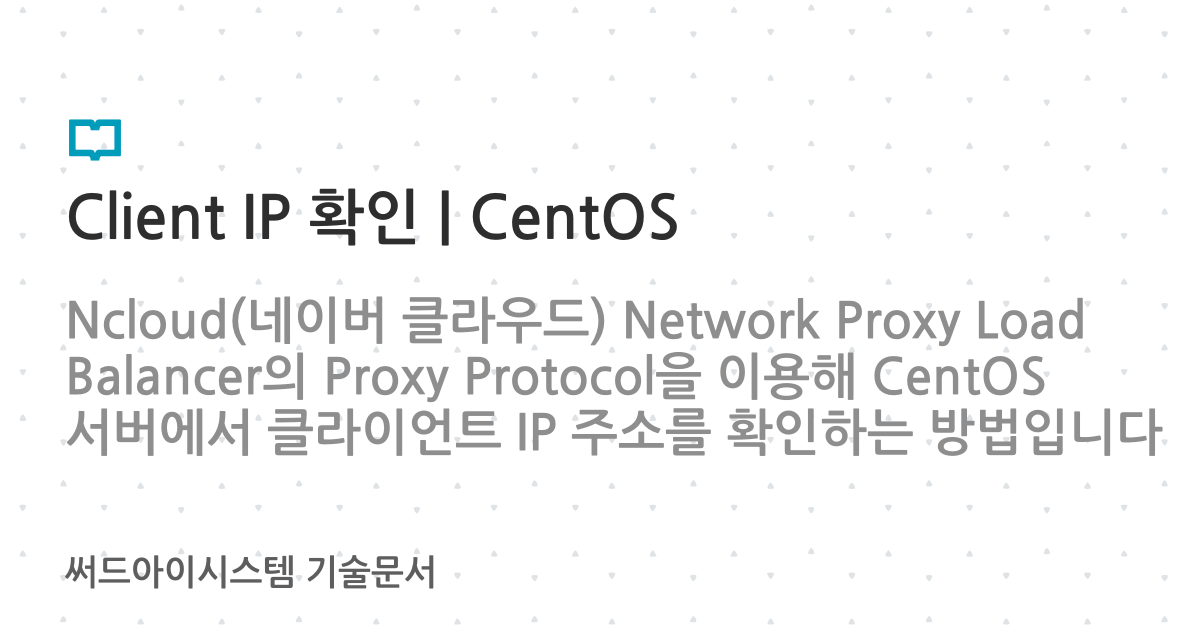 Client IP 확인 | CentOS
Ncloud(네이버 클라우드) Network Proxy Load
Balancer의 Proxy Protocol을 이용해 CentOS
서버에서 클라이언트 IP 주소를 확인하는 방법입니다
써드아이시스템 기술문서